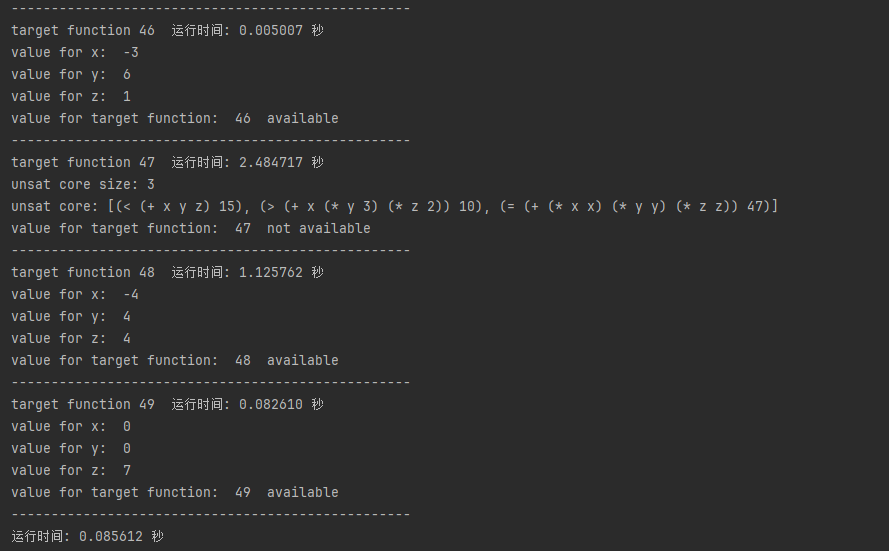 --------------------------------------------------
target function 46  运行时间: 0.005007 秒
value for x:  -3
value for y:  6
value for z:  1
value for target function:  46  available
--------------------------------------------------
target function 47  运行时间: 2.484717 秒
unsat core size: 3
unsat core: [(< (+ x y z) 15), (> (+ x (* y 3) (* z 2)) 10), (= (+ (* x x) (* y y) (* z z)) 47)]
value for target function:  47  not available
--------------------------------------------------
target function 48  运行时间: 1.125762 秒
value for x:  -4
value for y:  4
value for z:  4
value for target function:  48  available
--------------------------------------------------
target function 49  运行时间: 0.082610 秒
value for x:  0
value for y:  0
value for z:  7
value for target function:  49  available
--------------------------------------------------
运行时间: 0.085612 秒